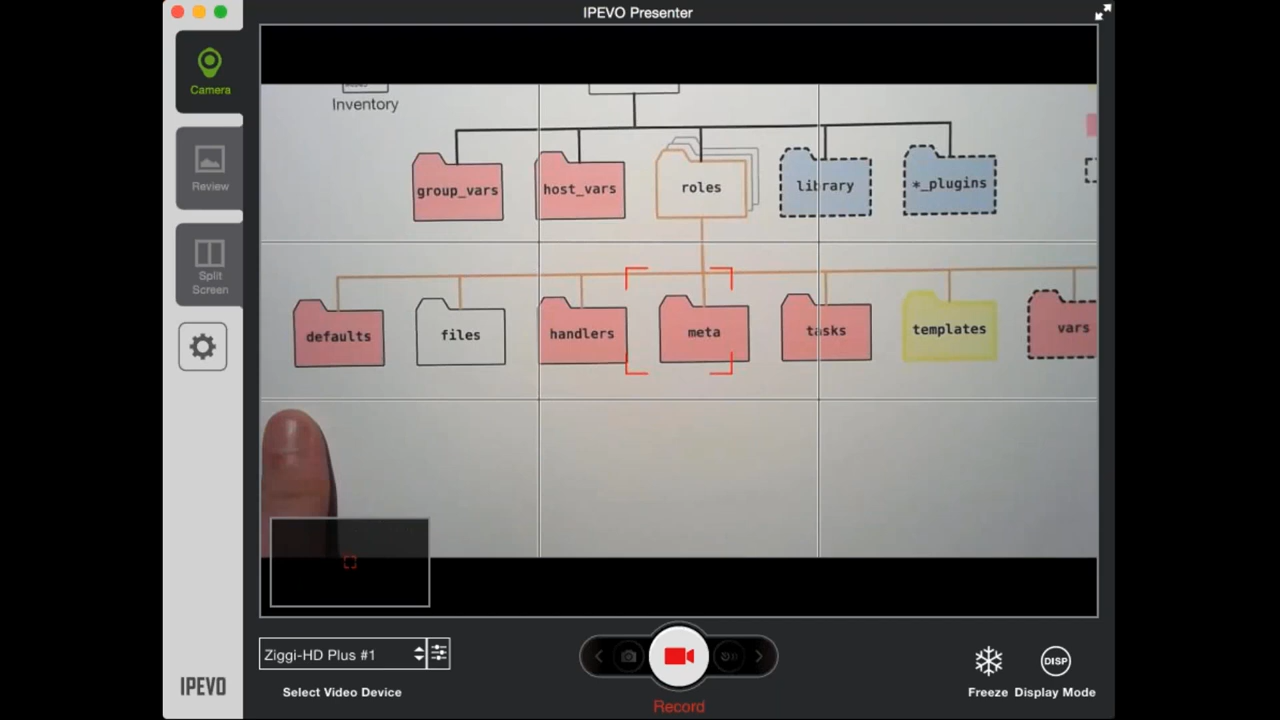 IPEVO Presenter
Camera
Review
Split
Screen
Inventory
group_vars
host_vars
roles
library
*_plugins
defaults
files
handlers
meta
tasks
templates
vars
Ziggi-HD Plus #1
Select Video Device
Record
DISP
Freeze
Display Mode
IPEVO